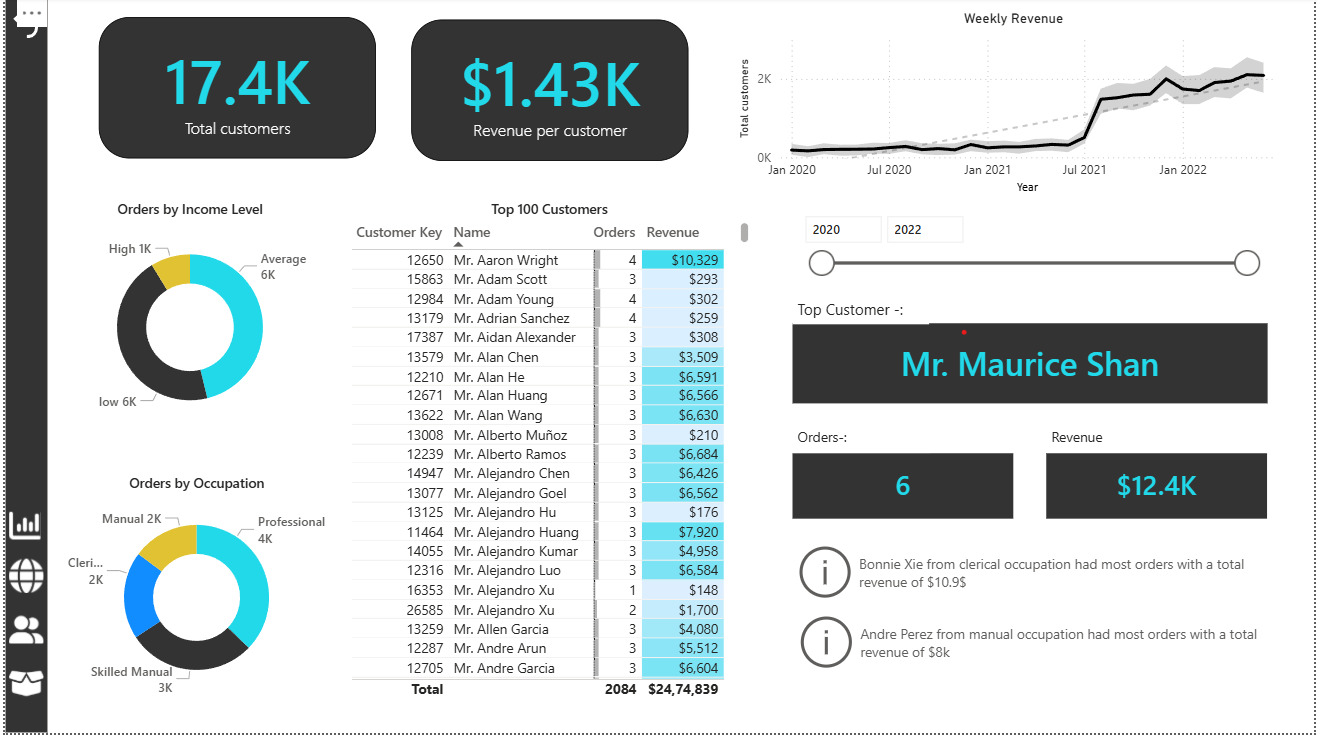 17.4K
Total customers
$1.43K
Revenue per customer
Weekly Revenue
Total customers
2K
0K
Jan 2020 Jul 2020 Jan 2021 Jul 2021 Jan 2022
Year
Orders by Income Level
High 1K
Average
6K
low 6K
Orders by Occupation
Manual 2K
Professional
4K
Cleri...
2K
Skilled Manual
3K
Top 100 Customers
Customer Key Name Orders Revenue
12650 Mr. Aaron Wright 4 $10,329
15863 Mr. Adam Scott 3 $293
12984 Mr. Adam Young 4 $302
13179 Mr. Adrian Sanchez 4 $259
17387 Mr. Aidan Alexander 3 $308
13579 Mr. Alan Chen 3 $3,509
12210 Mr. Alan He 3 $6,591
12671 Mr. Alan Huang 3 $6,566
13622 Mr. Alan Wang 3 $6,630
13008 Mr. Alberto Muñoz 3 $210
12239 Mr. Alberto Ramos 3 $6,684
14947 Mr. Alejandro Chen 3 $6,426
13077 Mr. Alejandro Goel 3 $6,562
13125 Mr. Alejandro Hu 3 $176
11464 Mr. Alejandro Huang 3 $7,920
14055 Mr. Alejandro Kumar 3 $4,958
12316 Mr. Alejandro Luo 3 $6,584
16353 Mr. Alejandro Xu 1 $148
26585 Mr. Alejandro Xu 2 $1,700
13259 Mr. Allen Garcia 3 $4,080
12287 Mr. Andre Arun 3 $5,512
12705 Mr. Andre Garcia 3 $6,604
Total 2084 $24,74,839
2020 2022
Top Customer -:
Mr. Maurice Shan
Orders-: Revenue
6 $12.4K
Bonnie Xie from clerical occupation had most orders with a total
revenue of $10.9$
Andre Perez from manual occupation had most orders with a total
revenue of $8k